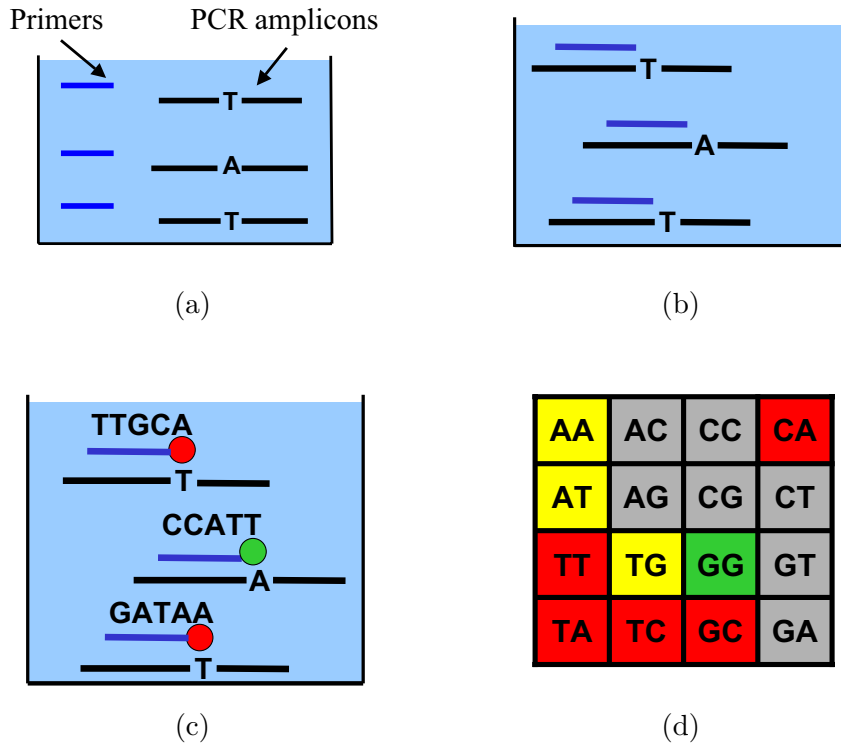 Primers PCR amplicons
T
A
T
(a)
T
A
T
(b)
TTGCA
T
CCATT
A
GATAA
T
(c)
AA AC CC CA
AT AG CG CT
TT TG GG GT
TA TC GC GA
(d)